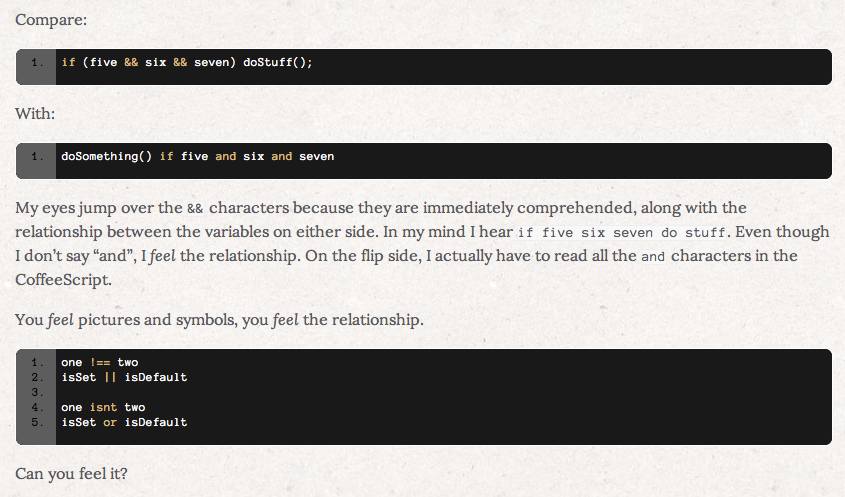 Compare:
1. if (five && six && seven) doStuff();
With:
1. doSomething() if five and six and seven
My eyes jump over the && characters because they are immediately comprehended, along with the
relationship between the variables on either side. In my mind I hear if five six seven do stuff. Even though
I don’t say “and”, I feel the relationship. On the flip side, I actually have to read all the and characters in the
CoffeeScript.
You feel pictures and symbols, you feel the relationship.
1. one !== two
2. isSet || isDefault
3.
4. one isnt two
5. isSet or isDefault
Can you feel it?